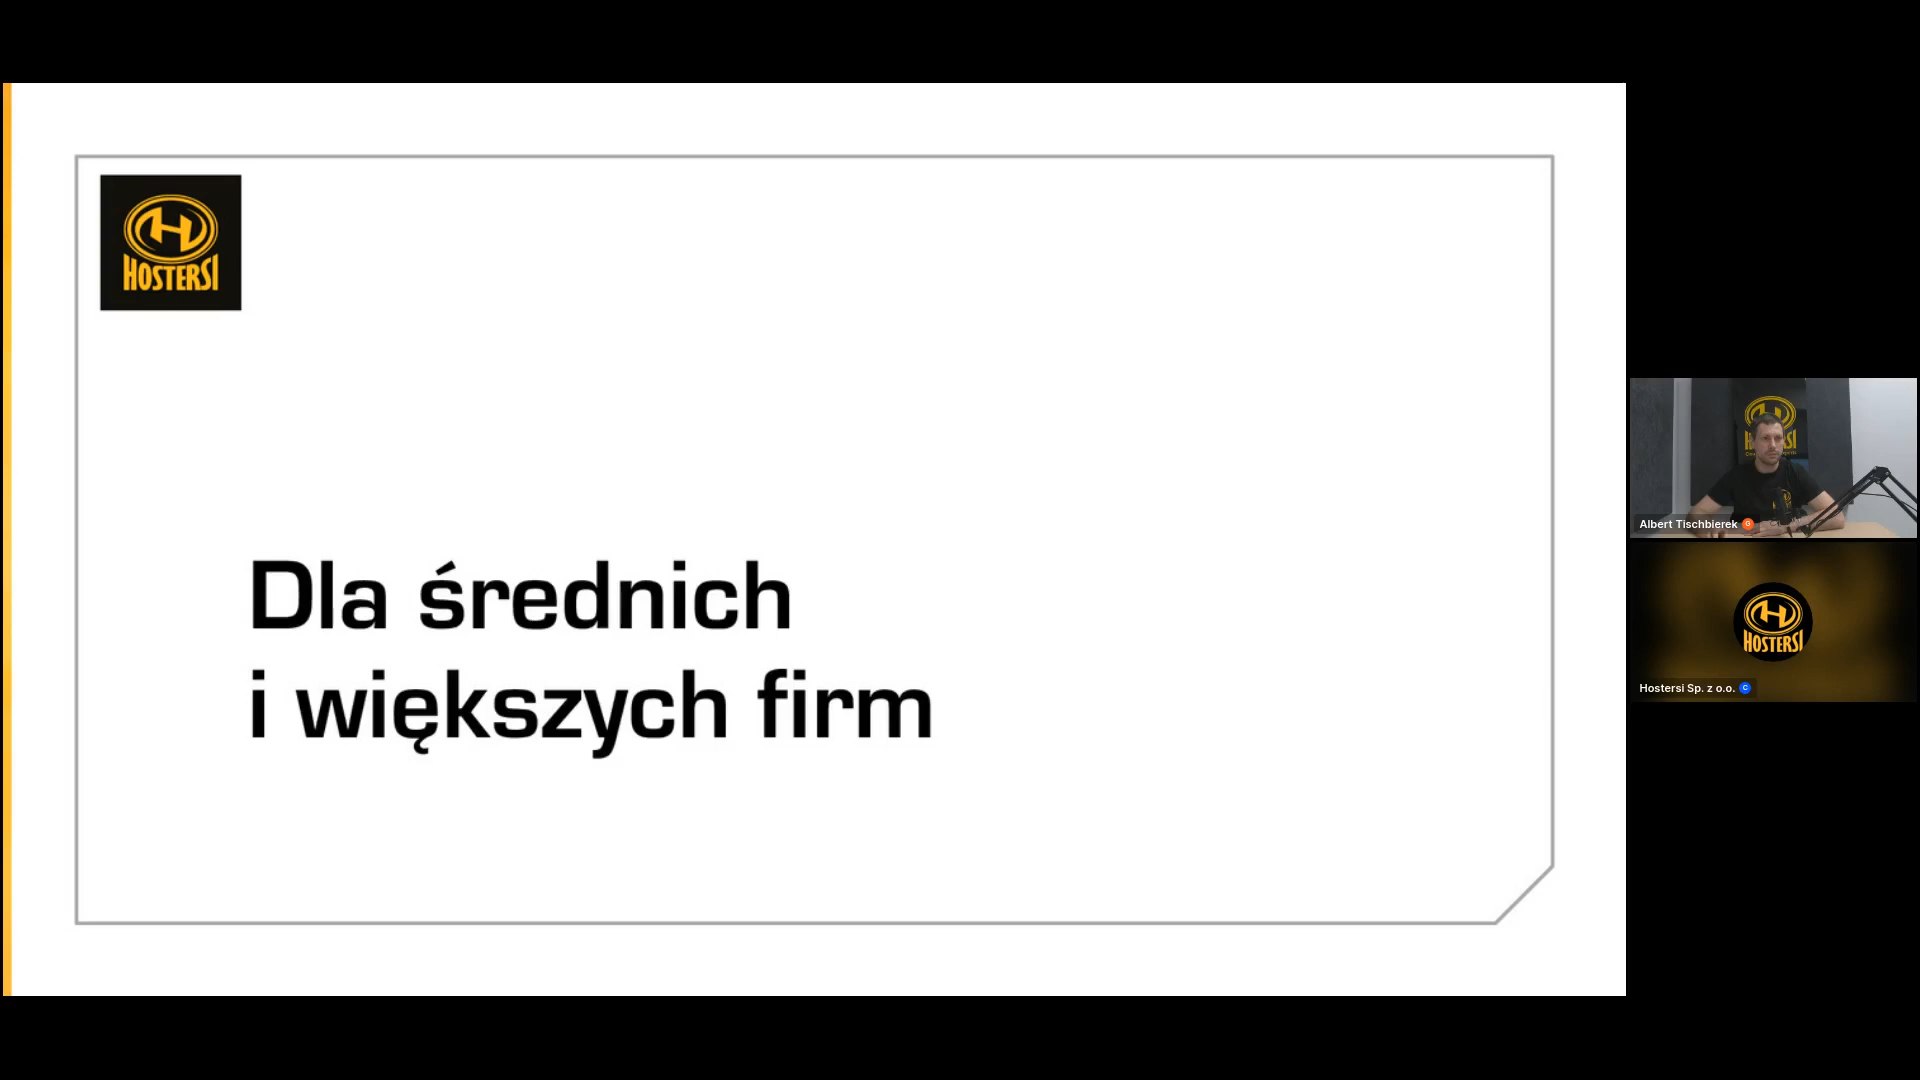 HOSTERSI
Dla średnich
i większych firm
Albert Tischbierek
G
HOSTERSI
Hostersi Sp. z o.o.
C